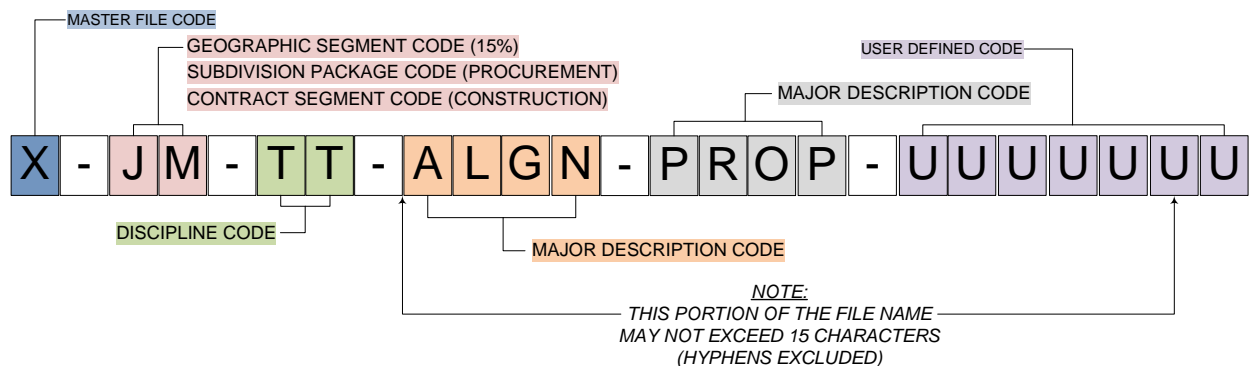 MASTER FILE CODE
GEOGRAPHIC SEGMENT CODE (15%)
SUBDIVISION PACKAGE CODE (PROCUREMENT)
CONTRACT SEGMENT CODE (CONSTRUCTION)
USER DEFINED CODE
MAJOR DESCRIPTION CODE
X - J M - T T - A L G N - P R O P - U U U U U U U
DISCIPLINE CODE
MAJOR DESCRIPTION CODE
NOTE:
THIS PORTION OF THE FILE NAME
MAY NOT EXCEED 15 CHARACTERS
(HYPHENS EXCLUDED)